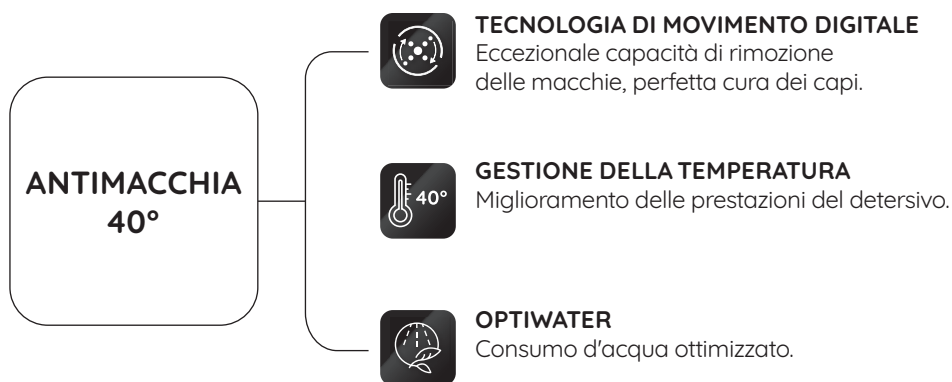 ANTIMACCHIA
40°
TECNOLOGIA DI MOVIMENTO DIGITALE
Eccezionale capacità di rimozione
delle macchie, perfetta cura dei capi.
40°
GESTIONE DELLA TEMPERATURA
Miglioramento delle prestazioni del detersivo.
OPTIWATER
Consumo d'acqua ottimizzato.